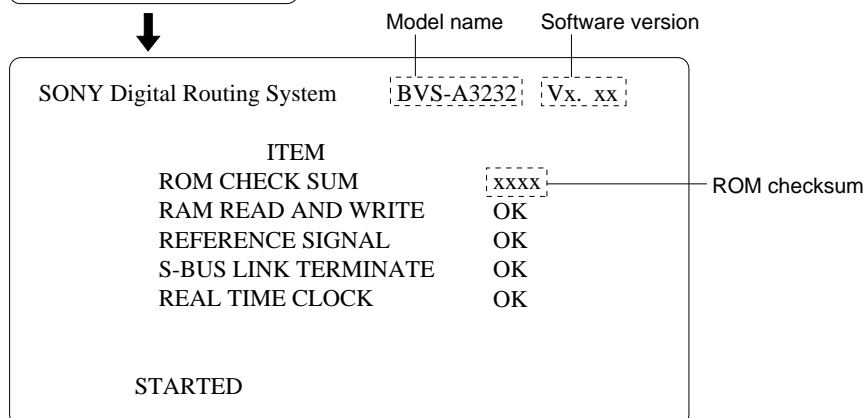 Model name Software version
SONY Digital Routing System BVS-A3232 Vx. xx
ITEM
ROM CHECK SUM xxxx ROM checksum
RAM READ AND WRITE OK
REFERENCE SIGNAL OK
S-BUS LINK TERMINATE OK
REAL TIME CLOCK OK
STARTED